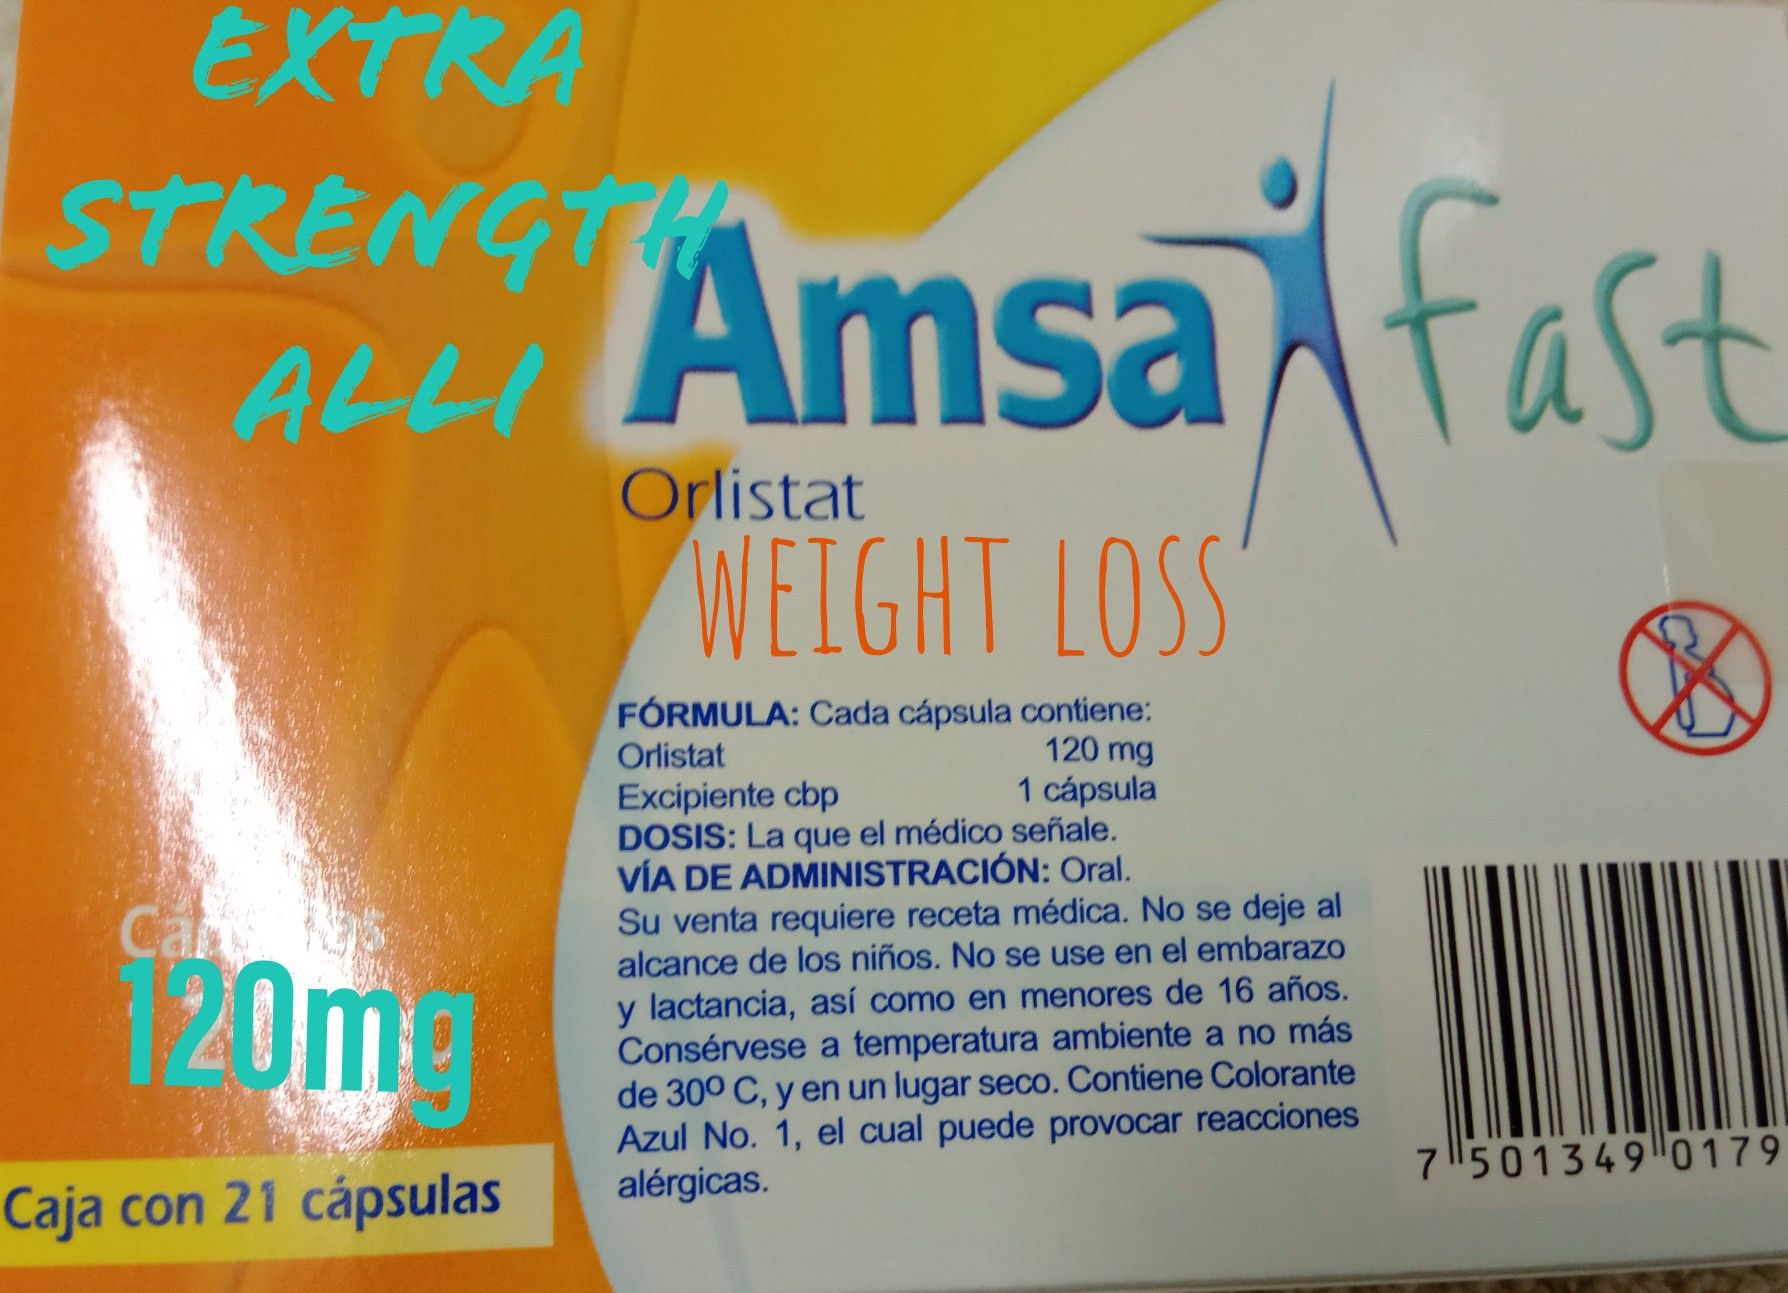 EXTRA
STRENGTH
ALLI
Amsa fast
Orlistat
WEIGHT LOSS
FÓRMULA: Cada cápsula contiene:
Orlistat 120 mg
Excipiente cbp 1 cápsula
DOSIS: La que el médico señale.
VÍA DE ADMINISTRACIÓN: Oral.
Su venta requiere receta médica. No se deje al
alcance de los niños. No se use en el embarazo
y lactancia, así como en menores de 16 años.
Consérvese a temperatura ambiente a no más
de 30º C, y en un lugar seco. Contiene Colorante
Azul No. 1, el cual puede provocar reacciones
alérgicas.
Cápsulas
120mg
Caja con 21 cápsulas
7 501349 0179